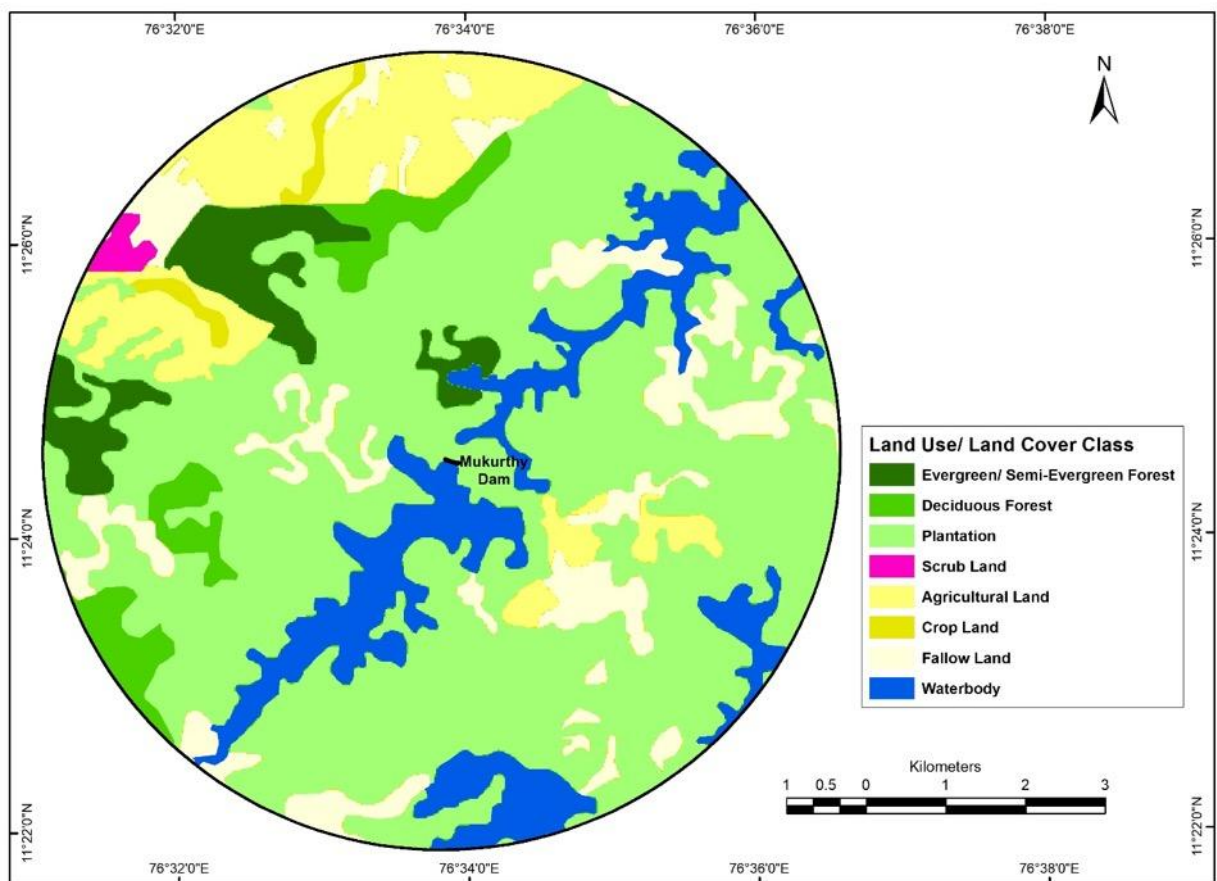 76°32'0"E
76°34'0"E
76°36'0"E
76°38'0"E
N
11°26'0"N
11°26'0"N
Mukurthy
Dam
Land Use/ Land Cover Class
Evergreen/ Semi-Evergreen Forest
Deciduous Forest
Plantation
Scrub Land
Agricultural Land
Crop Land
Fallow Land
Waterbody
11°24'0"N
11°24'0"N
Kilometers
1 0.5 0 1 2 3
11°22'0"N
11°22'0"N
76°32'0"E
76°34'0"E
76°36'0"E
76°38'0"E